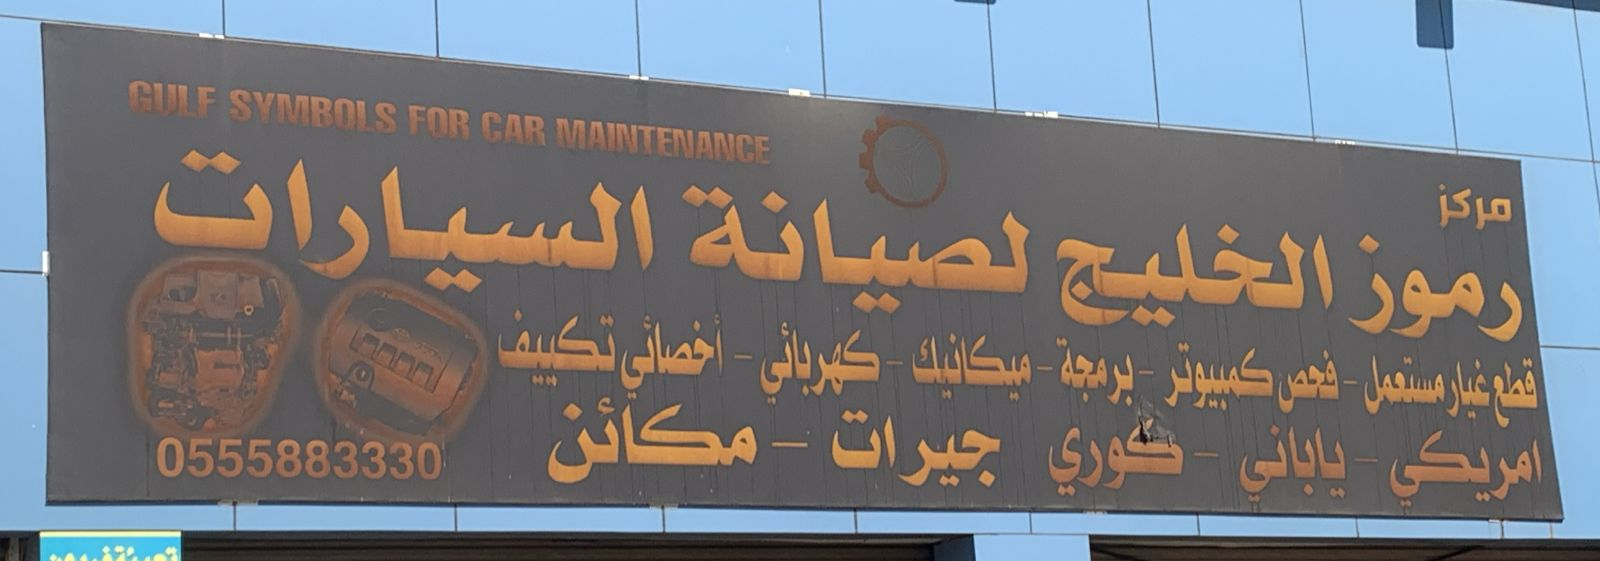 GULF SYMBOLS FOR CAR MAINTENANCE
مركز
رموز الخليج لصيانة السيارات
قطع غيار مستعمل - فحص كمبيوتر - برمجة - ميكانيك - كهربائي - أخصائي تكييف
امريكي - ياباني - كوري جيرات - مكائن
0555883330